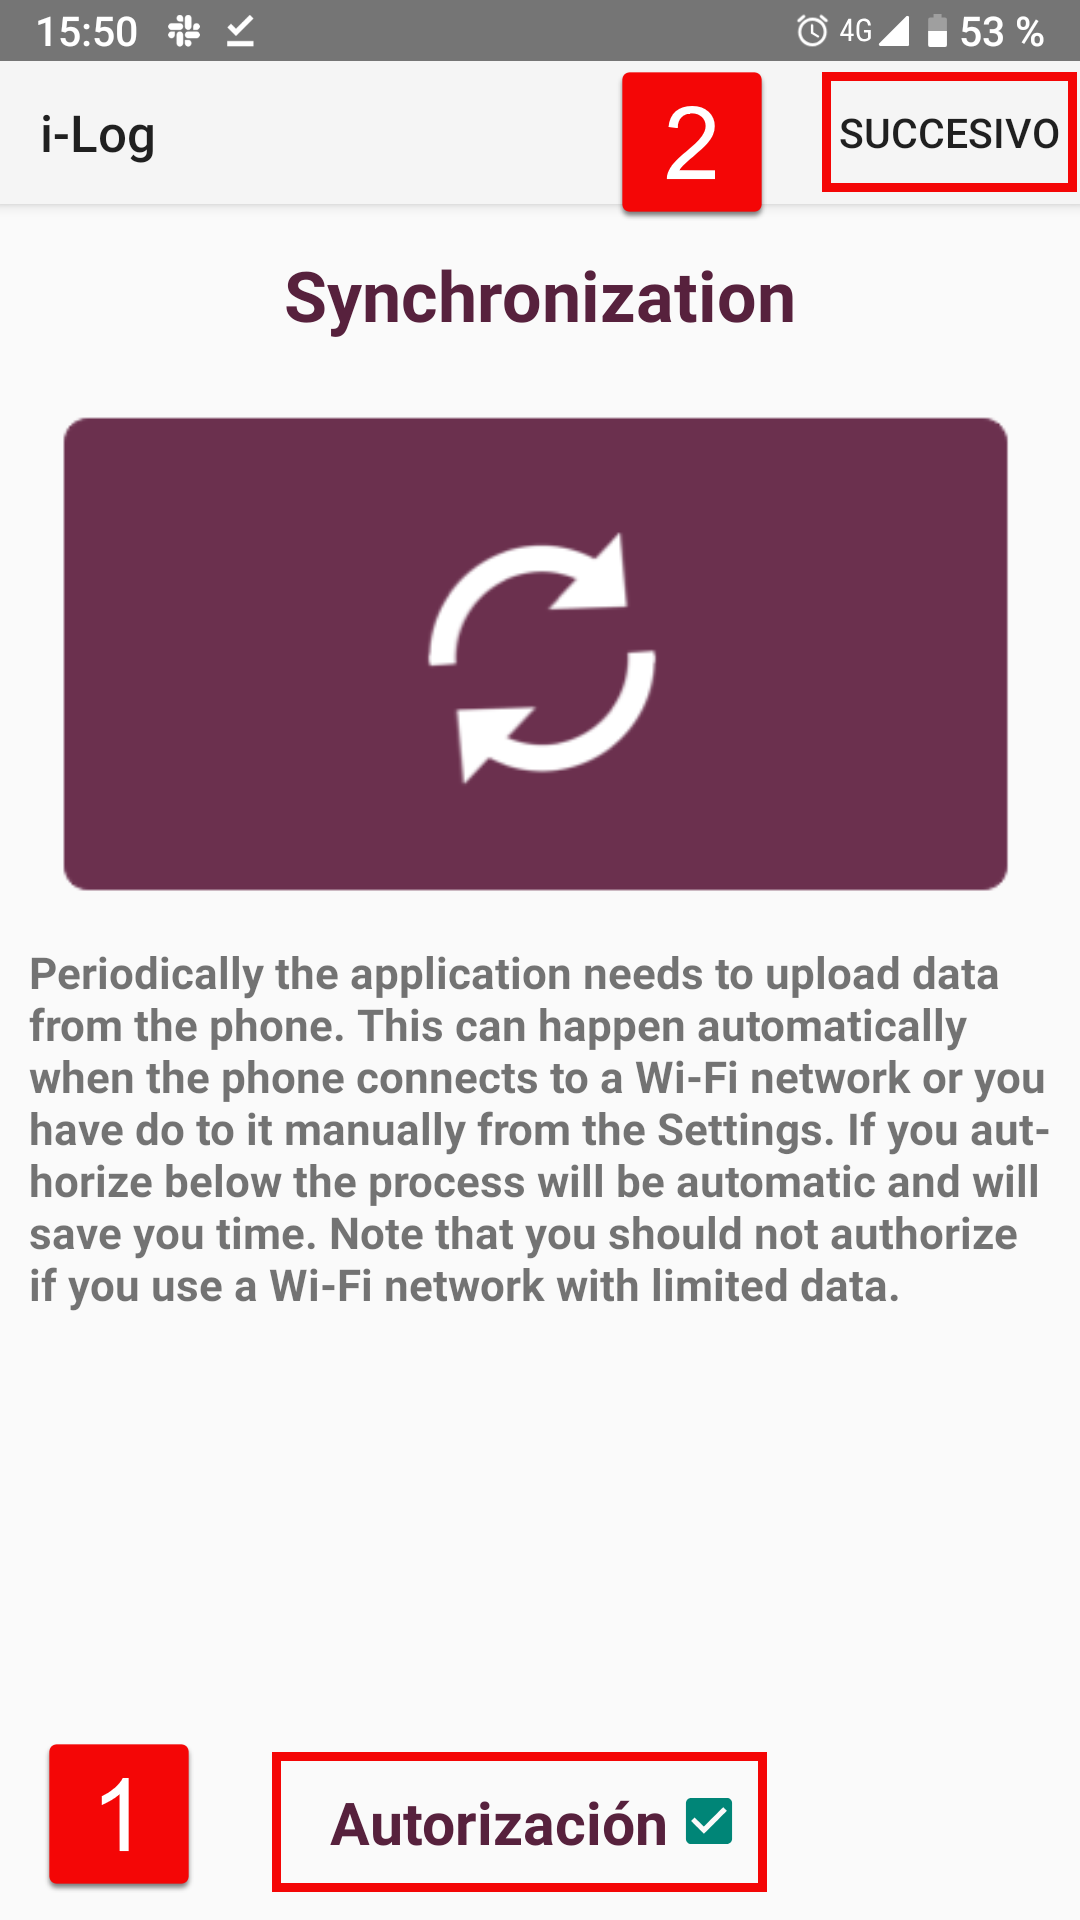 15:50 4G 53 %
i-Log 2 SUCCESIVO
Synchronization
Periodically the application needs to upload data
from the phone. This can happen automatically
when the phone connects to a Wi-Fi network or you
have do to it manually from the Settings. If you aut-
horize below the process will be automatic and will
save you time. Note that you should not authorize
if you use a Wi-Fi network with limited data.
1 Autorización